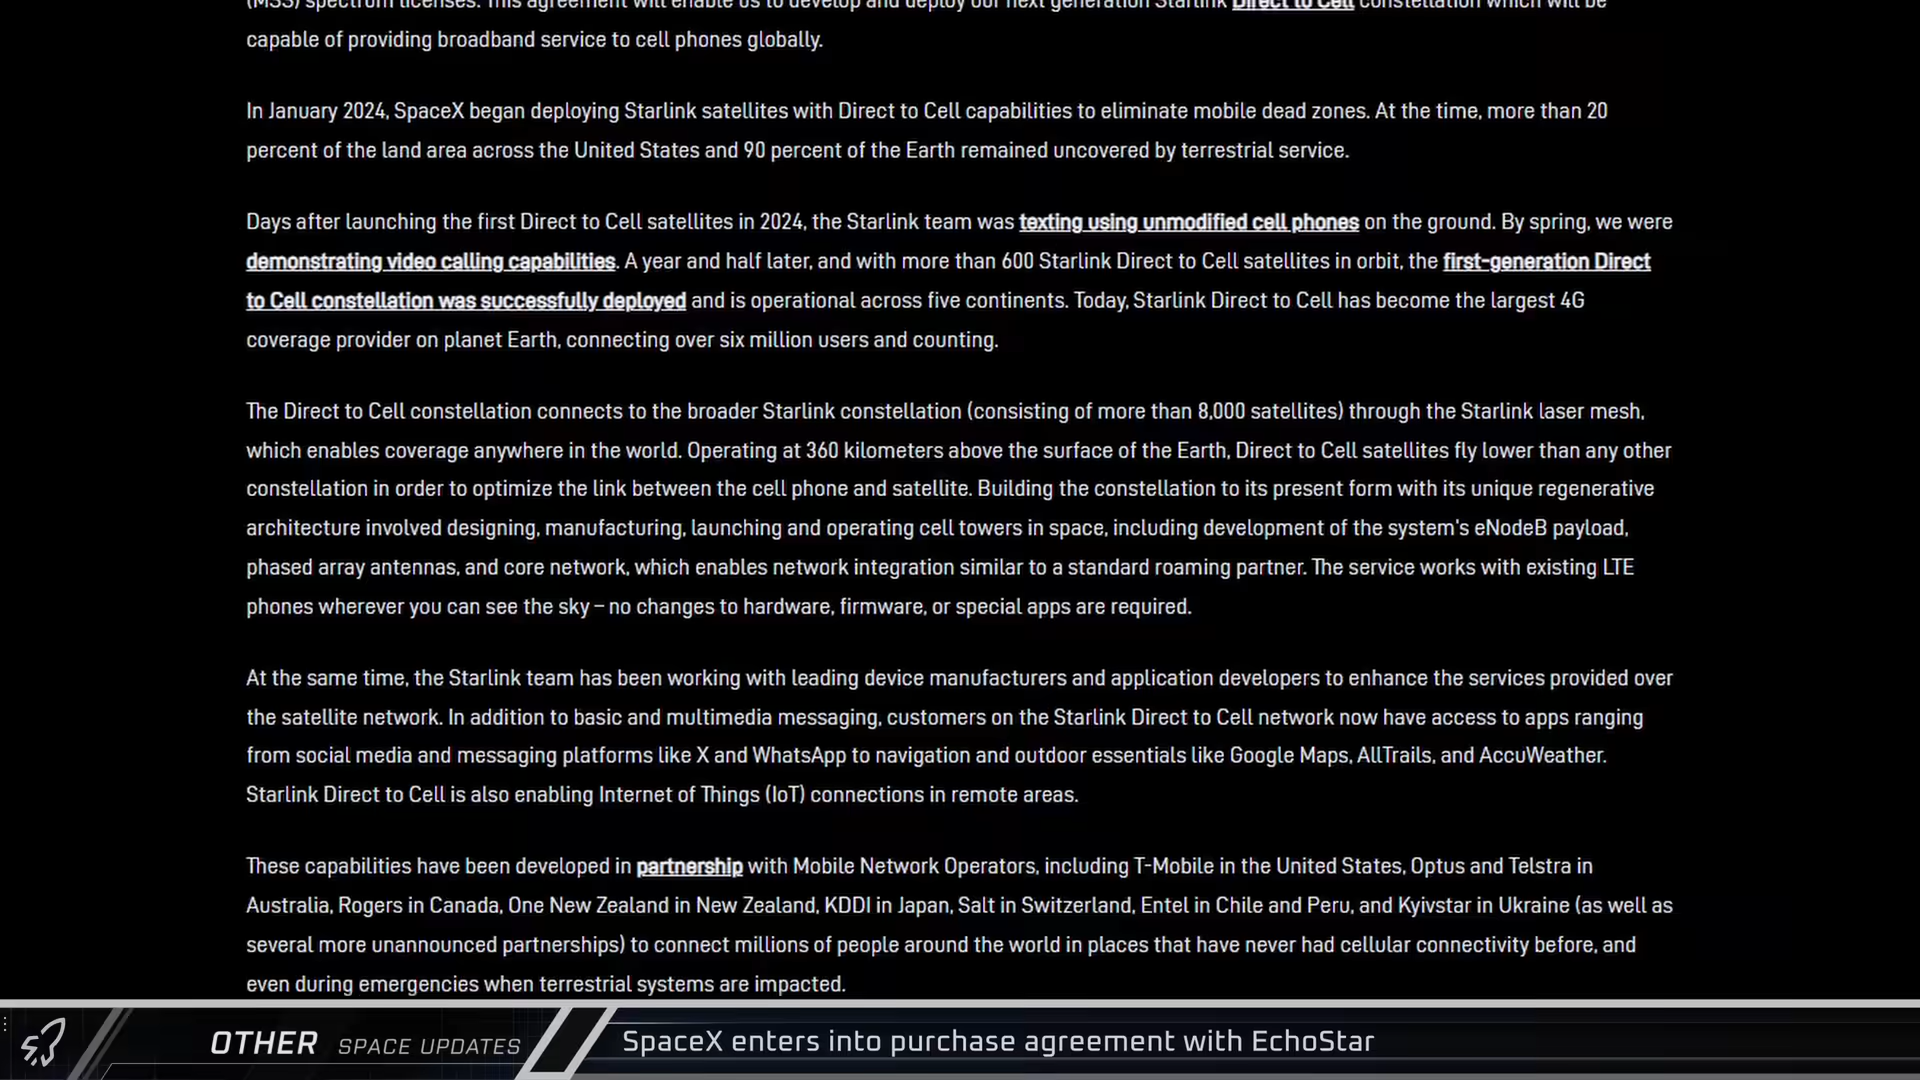 (MSS) spectrum licenses. This agreement will enable us to develop and deploy our next generation Starlink Direct to Cell constellation which will be
capable of providing broadband service to cell phones globally.
In January 2024, SpaceX began deploying Starlink satellites with Direct to Cell capabilities to eliminate mobile dead zones. At the time, more than 20
percent of the land area across the United States and 90 percent of the Earth remained uncovered by terrestrial service.
Days after launching the first Direct to Cell satellites in 2024, the Starlink team was texting using unmodified cell phones on the ground. By spring, we were
demonstrating video calling capabilities. A year and half later, and with more than 600 Starlink Direct to Cell satellites in orbit, the first-generation Direct
to Cell constellation was successfully deployed and is operational across five continents. Today, Starlink Direct to Cell has become the largest 4G
coverage provider on planet Earth, connecting over six million users and counting.
The Direct to Cell constellation connects to the broader Starlink constellation (consisting of more than 8,000 satellites) through the Starlink laser mesh,
which enables coverage anywhere in the world. Operating at 360 kilometers above the surface of the Earth, Direct to Cell satellites fly lower than any other
constellation in order to optimize the link between the cell phone and satellite. Building the constellation to its present form with its unique regenerative
architecture involved designing, manufacturing, launching and operating cell towers in space, including development of the system's eNodeB payload,
phased array antennas, and core network, which enables network integration similar to a standard roaming partner. The service works with existing LTE
phones wherever you can see the sky – no changes to hardware, firmware, or special apps are required.
At the same time, the Starlink team has been working with leading device manufacturers and application developers to enhance the services provided over
the satellite network. In addition to basic and multimedia messaging, customers on the Starlink Direct to Cell network now have access to apps ranging
from social media and messaging platforms like X and WhatsApp to navigation and outdoor essentials like Google Maps, AllTrails, and AccuWeather.
Starlink Direct to Cell is also enabling Internet of Things (IoT) connections in remote areas.
These capabilities have been developed in partnership with Mobile Network Operators, including T-Mobile in the United States, Optus and Telstra in
Australia, Rogers in Canada, One New Zealand in New Zealand, KDDI in Japan, Salt in Switzerland, Entel in Chile and Peru, and Kyivstar in Ukraine (as well as
several more unannounced partnerships) to connect millions of people around the world in places that have never had cellular connectivity before, and
even during emergencies when terrestrial systems are impacted.
OTHER SPACE UPDATES
SpaceX enters into purchase agreement with EchoStar